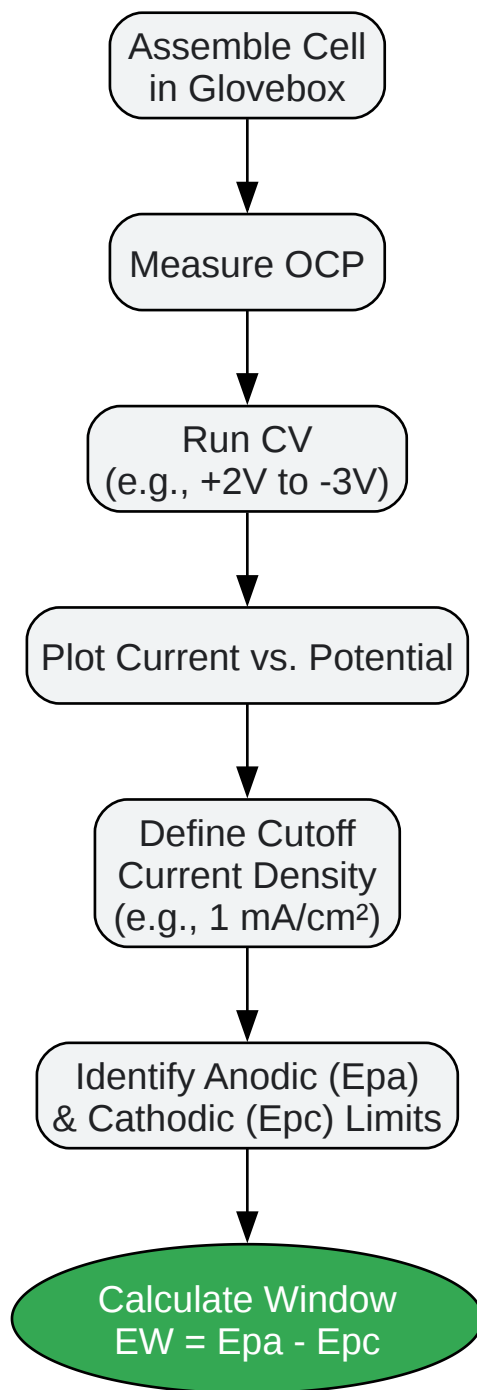 Assemble Cell
in Glovebox
Measure OCP
Run CV
(e.g., +2V to -3V)
Plot Current vs. Potential
Define Cutoff
Current Density
(e.g., 1 mA/cm²)
Identify Anodic (Epa)
& Cathodic (Epc) Limits
Calculate Window
EW = Epa - Epc